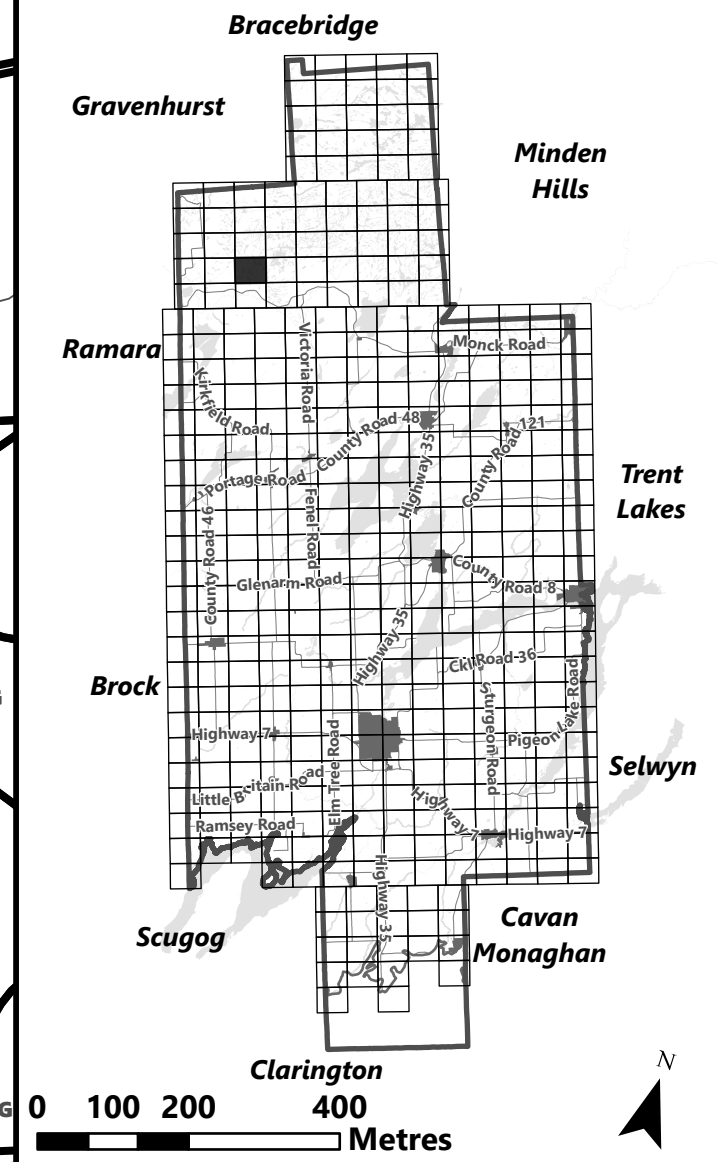 Bracebridge
Gravenhurst
Minden
Hills
Ramara
Monck Road
Victoria Road
Kirkfield Road
County Road 48
121
County Road
Highway 35
Trent
Lakes
Portage Road
Fenel Road
County Road 46
Glenarm Road
County Road 8
Highway 35
Ckl Road 36
Brock
Sturgeon Road
Pigeon Lake Road
Highway 7
Elm Tree Road
Selwyn
Little Britain Road
Highway 7
Ramsey Road
Highway 7
Highway 35
Scugog
Cavan
Monaghan
Clarington
N
G
0 100 200 400
Metres